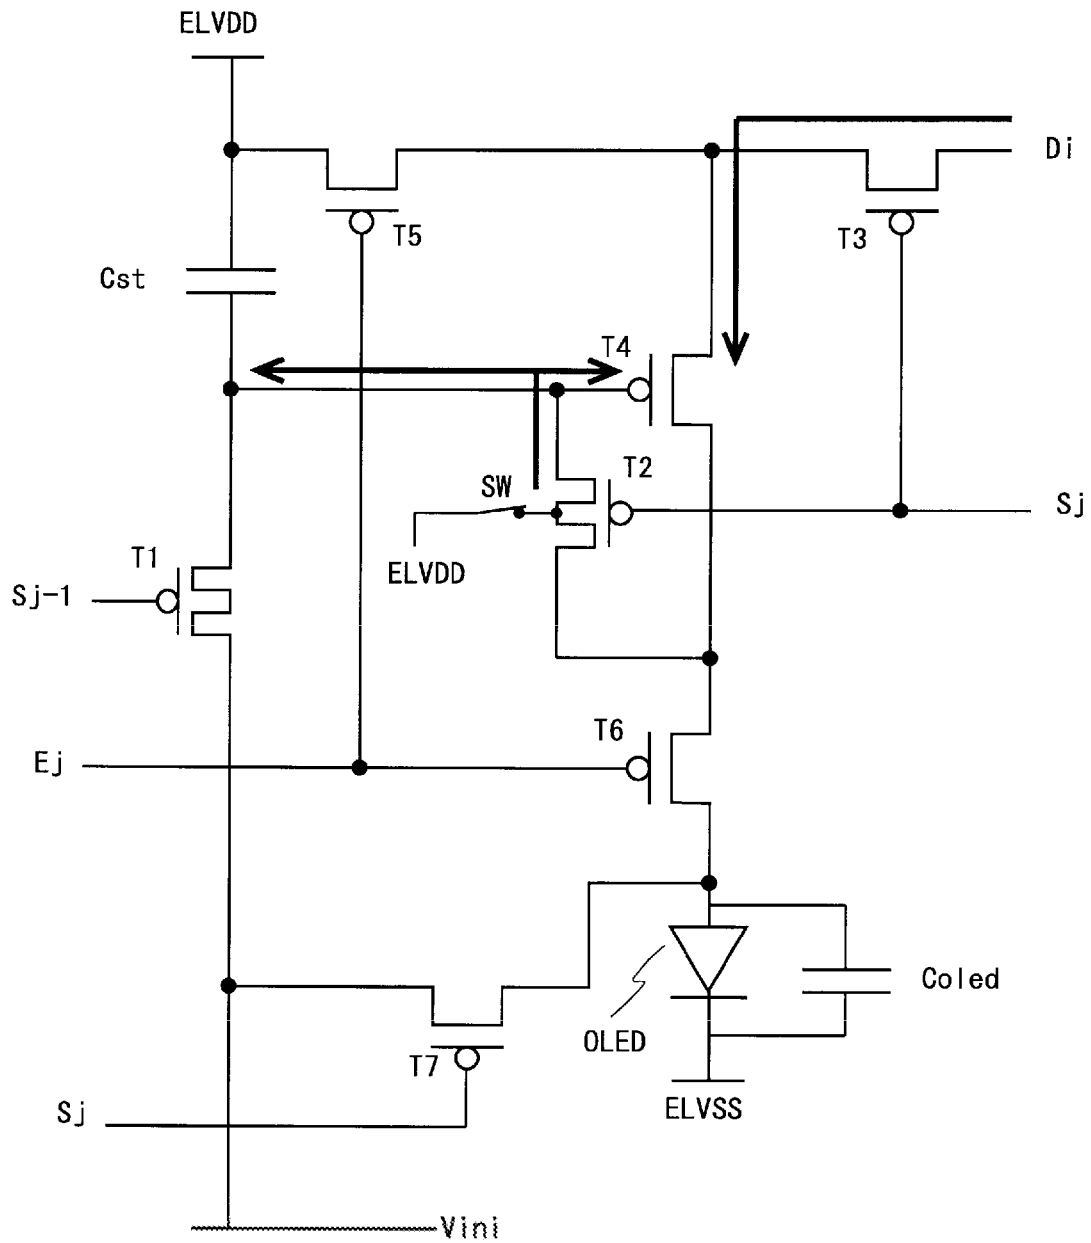 ELVDD
Di
T5
T3
Cst
T4
T2
SW
Sj
ELVDD
T1
Sj-1
T6
Ej
Coled
OLED
T7
Sj
ELVSS
Vini